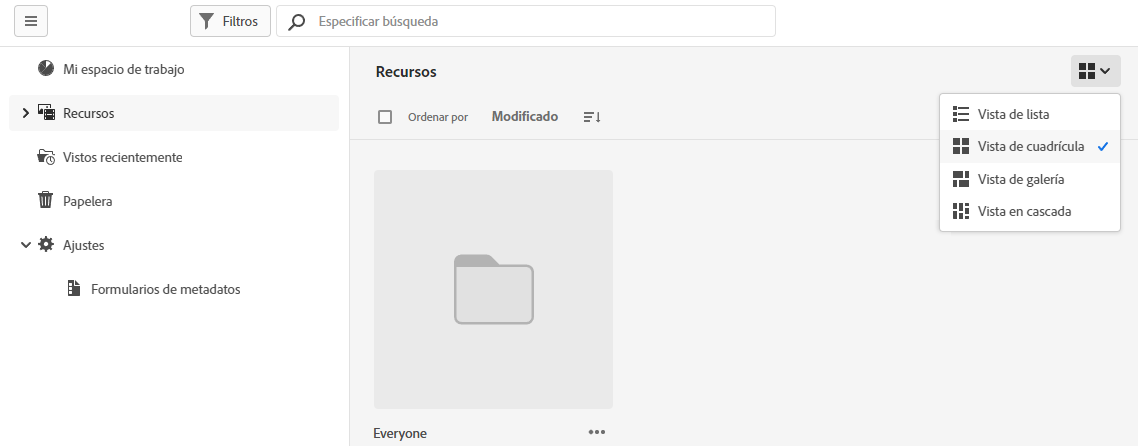 Filtros
Especificar búsqueda
Mi espacio de trabajo
Recursos
Vistos recientemente
Papelera
Ajustes
Formularios de metadatos
Recursos
Ordenar por Modificado
Vista de lista
Vista de cuadrícula
Vista de galería
Vista en cascada
Everyone